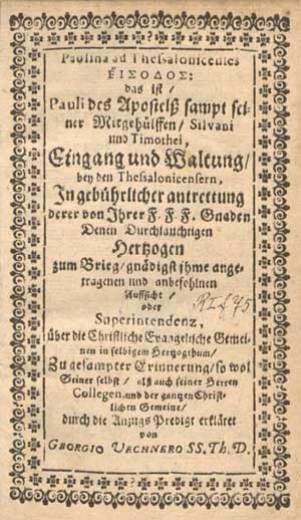 Paulina ad Thessalonicenses
ΕΙΣΟΔΟΣ:
das ist /
Pauli des Apostelß sampt sei-
ner Mitgehülffen / Silvani
und Timothei,
Eingang und Waltung /
bey den Thessalonicensern,
In gebührlicher antrettung
derer von Ihrer F. F. F. Gnaden
Denen Durchlauchtigen
Hertzogen
zum Brieg / gnädigst ihme ange-
tragenen und anbefohlnen
Auffsicht /
oder
Superintendenz,
über die Christliche Evangelische Gemei-
nen in selbigem Hertzogthum /
Zu gesampter Erinnerung / so wol
Seiner selbst / alß auch seiner Herren
Collegen, und der gantzen Christ-
lichen Gemeine /
durch die Anzugs Predigt erkläret
von
GEORGIO VECHNERO SS. Th. D.